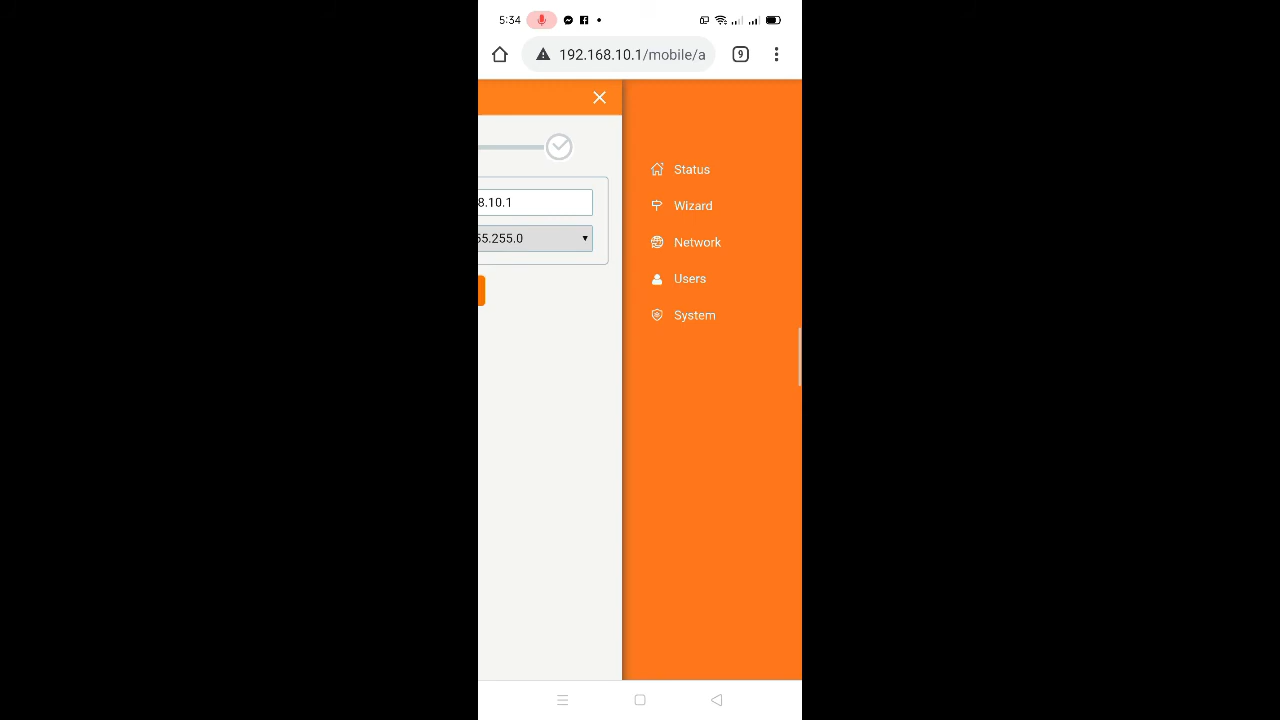 5:34
192.168.10.1/mobile/a
9
8.10.1
55.255.0
Status
Wizard
Network
Users
System